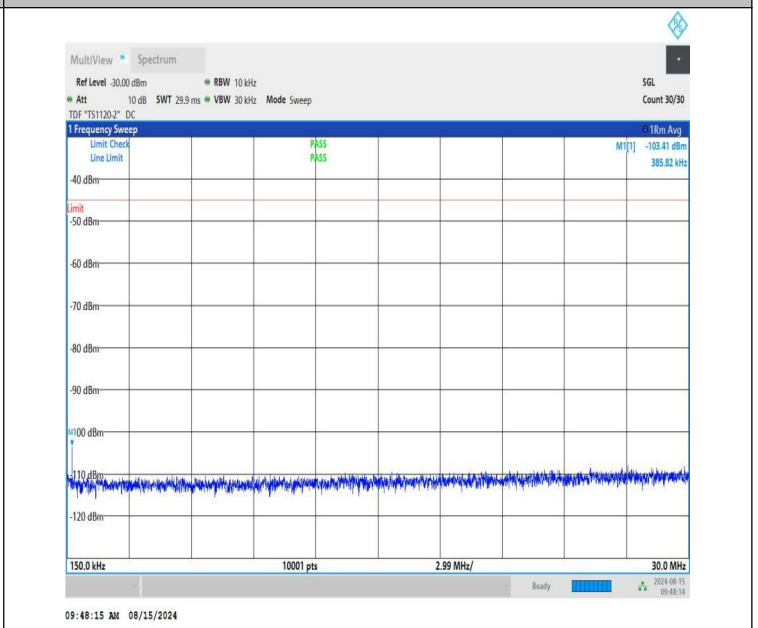 R&S
MultiView Spectrum
Ref Level -30.00 dBm RBW 10 kHz SGL
Att 10 dB SWT 29.9 ms VBW 30 kHz Mode Sweep Count 30/30
TDF "TS1120-2" DC
1 Frequency Sweep 1Rm Avg
Limit Check PASS M1[1] -103.41 dBm
Line Limit PASS 385.82 kHz
-40 dBm
Limit
-50 dBm
-60 dBm
-70 dBm
-80 dBm
-90 dBm
M1
-100 dBm
-110 dBm
-120 dBm
150.0 kHz 10001 pts 2.99 MHz/ 30.0 MHz
Ready 2024-08-15
09:48:14
09:48:15 AM 08/15/2024